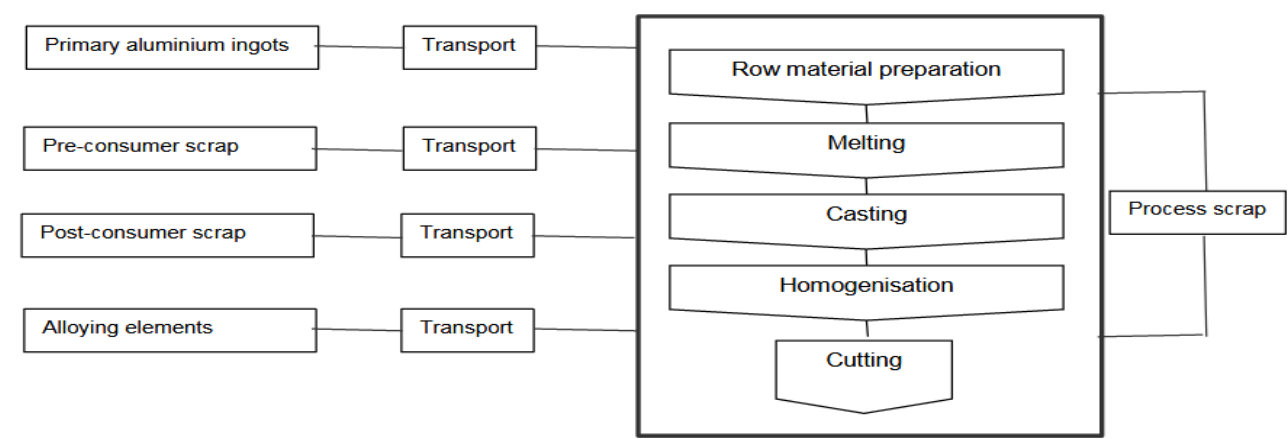 Primary aluminium ingots
Transport
Pre-consumer scrap
Transport
Post-consumer scrap
Transport
Alloying elements
Transport
Row material preparation
Melting
Casting
Homogenisation
Cutting
Process scrap